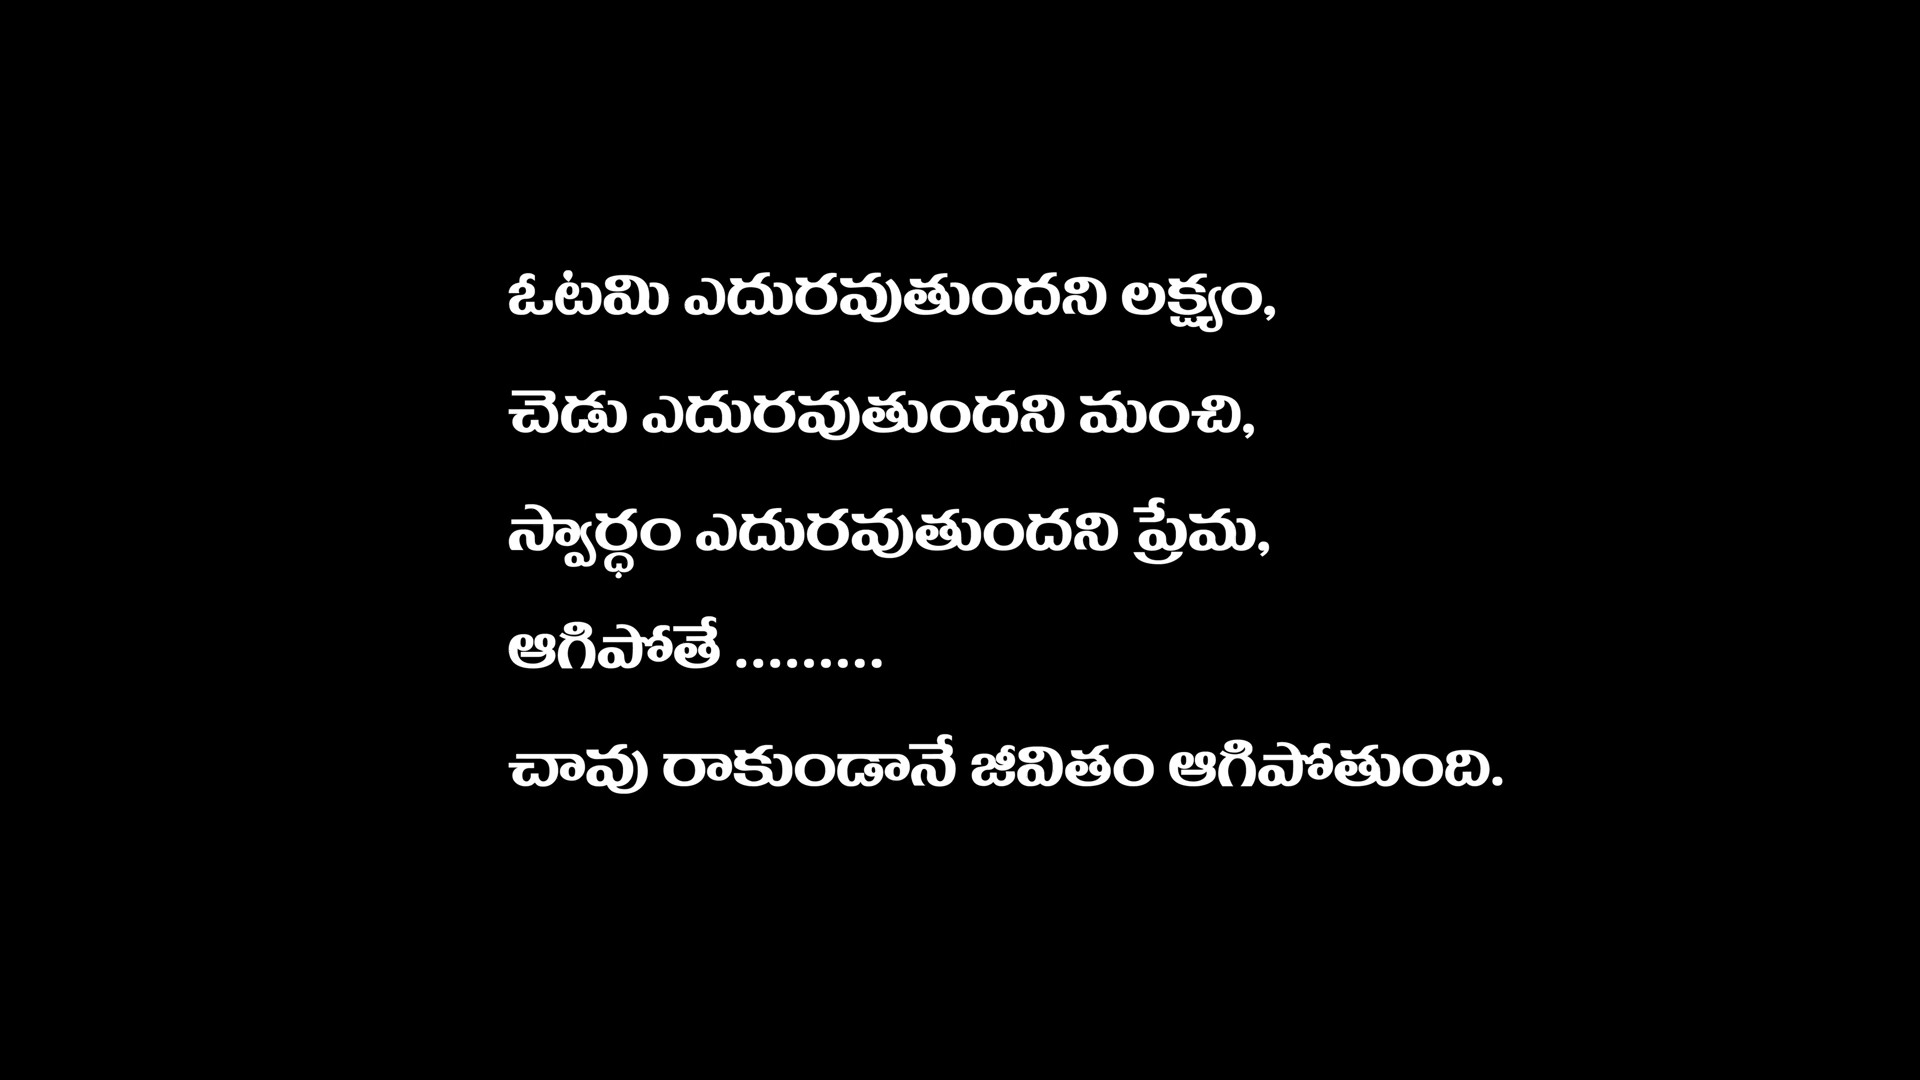 ఓటమి ఎదురవుతుందని లక్ష్యం,
చెడు ఎదురవుతుందని మంచి,
స్వార్ధం ఎదురవుతుందని ప్రేమ,
ఆగిపోతే .........
చావు రాకుండానే జీవితం ఆగిపోతుంది.